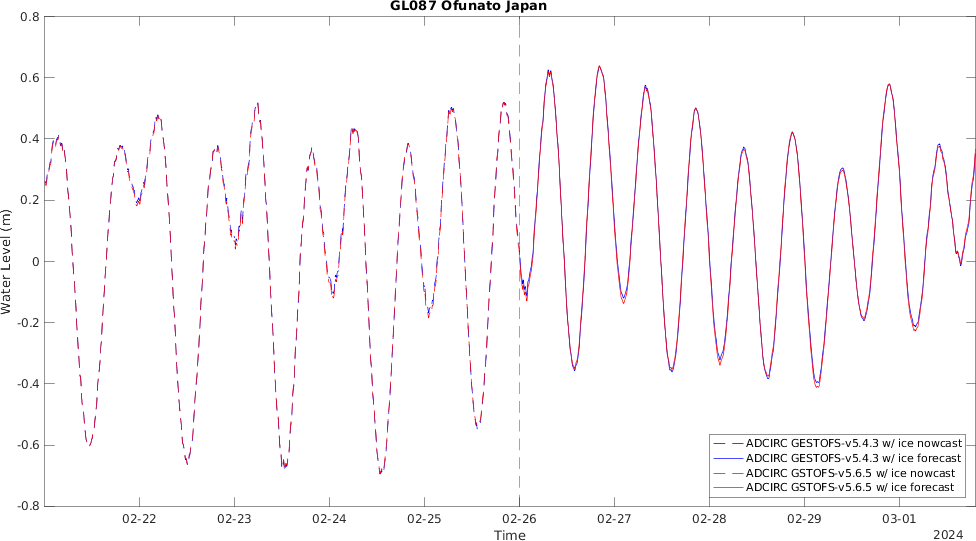 GL087 Ofunato Japan
0.8
0.6
0.4
0.2
0
-0.2
-0.4
-0.6
-0.8
Water Level (m)
ADCIRC GESTOFS-v5.4.3 w/ ice nowcast
ADCIRC GESTOFS-v5.4.3 w/ ice forecast
ADCIRC GSTOFS-v5.6.5 w/ ice nowcast
ADCIRC GSTOFS-v5.6.5 w/ ice forecast
02-22 02-23 02-24 02-25 02-26 02-27 02-28 02-29 03-01
Time
2024